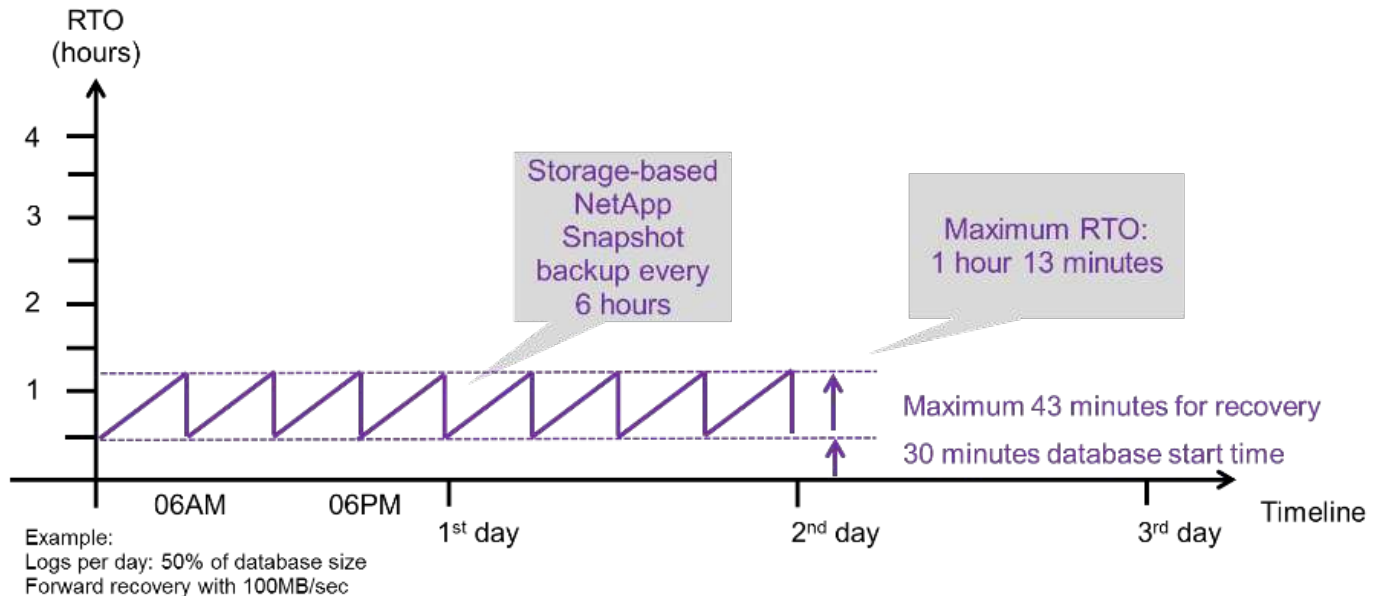 RTO
(hours)
4
3
2
1
Storage-based
NetApp
Snapshot
backup every
6 hours
Maximum RTO:
1 hour 13 minutes
Maximum 43 minutes for recovery
30 minutes database start time
06AM
06PM
1st day
2nd day
3rd day
Timeline
Example:
Logs per day: 50% of database size
Forward recovery with 100MB/sec